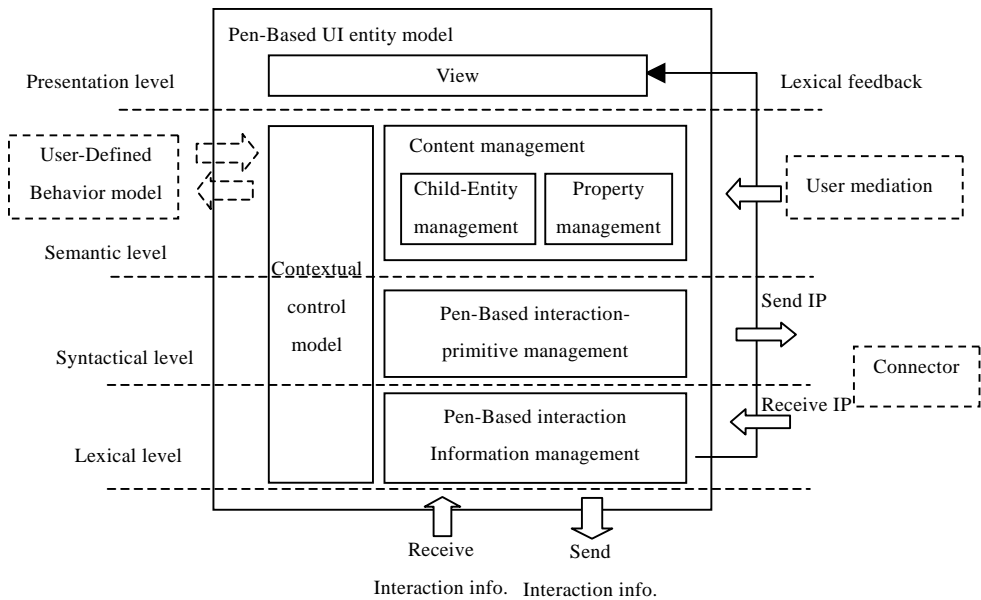 Pen-Based UI entity model
View
Presentation level
Lexical feedback
User-Defined
Behavior model
Content management
Child-Entity
management
Property
management
User mediation
Semantic level
Contextual
control
model
Send IP
Pen-Based interaction-
primitive management
Syntactical level
Connector
Receive IP
Pen-Based interaction
Information management
Lexical level
Receive
Interaction info.
Send
Interaction info.